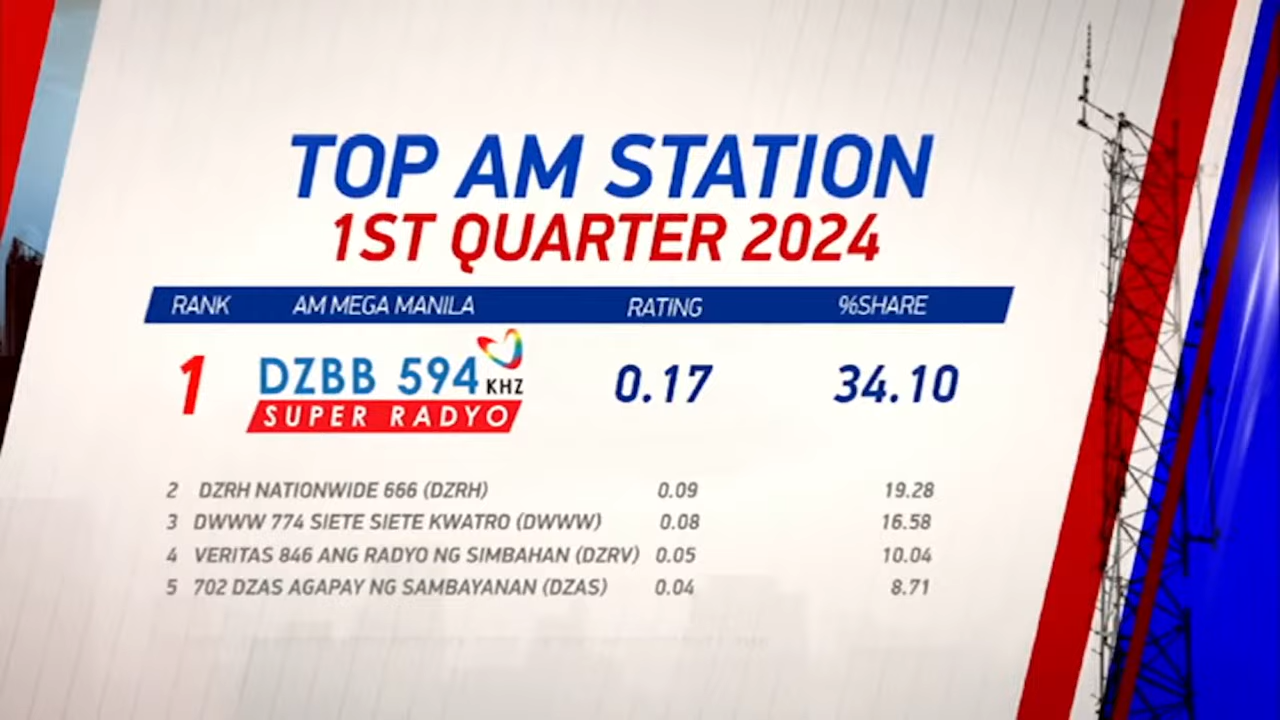 TOP AM STATION
1ST QUARTER 2024
RANK AM MEGA MANILA RATING %SHARE
1 DZBB 594 KHZ 0.17 34.10
SUPER RADYO
2 DZRH NATIONWIDE 666 (DZRH) 0.09 19.28
3 DWWW 774 SIETE SIETE KWATRO (DWWW) 0.08 16.58
4 VERITAS 846 ANG RADYO NG SIMBAHAN (DZRV) 0.05 10.04
5 702 DZAS AGAPAY NG SAMBAYANAN (DZAS) 0.04 8.71